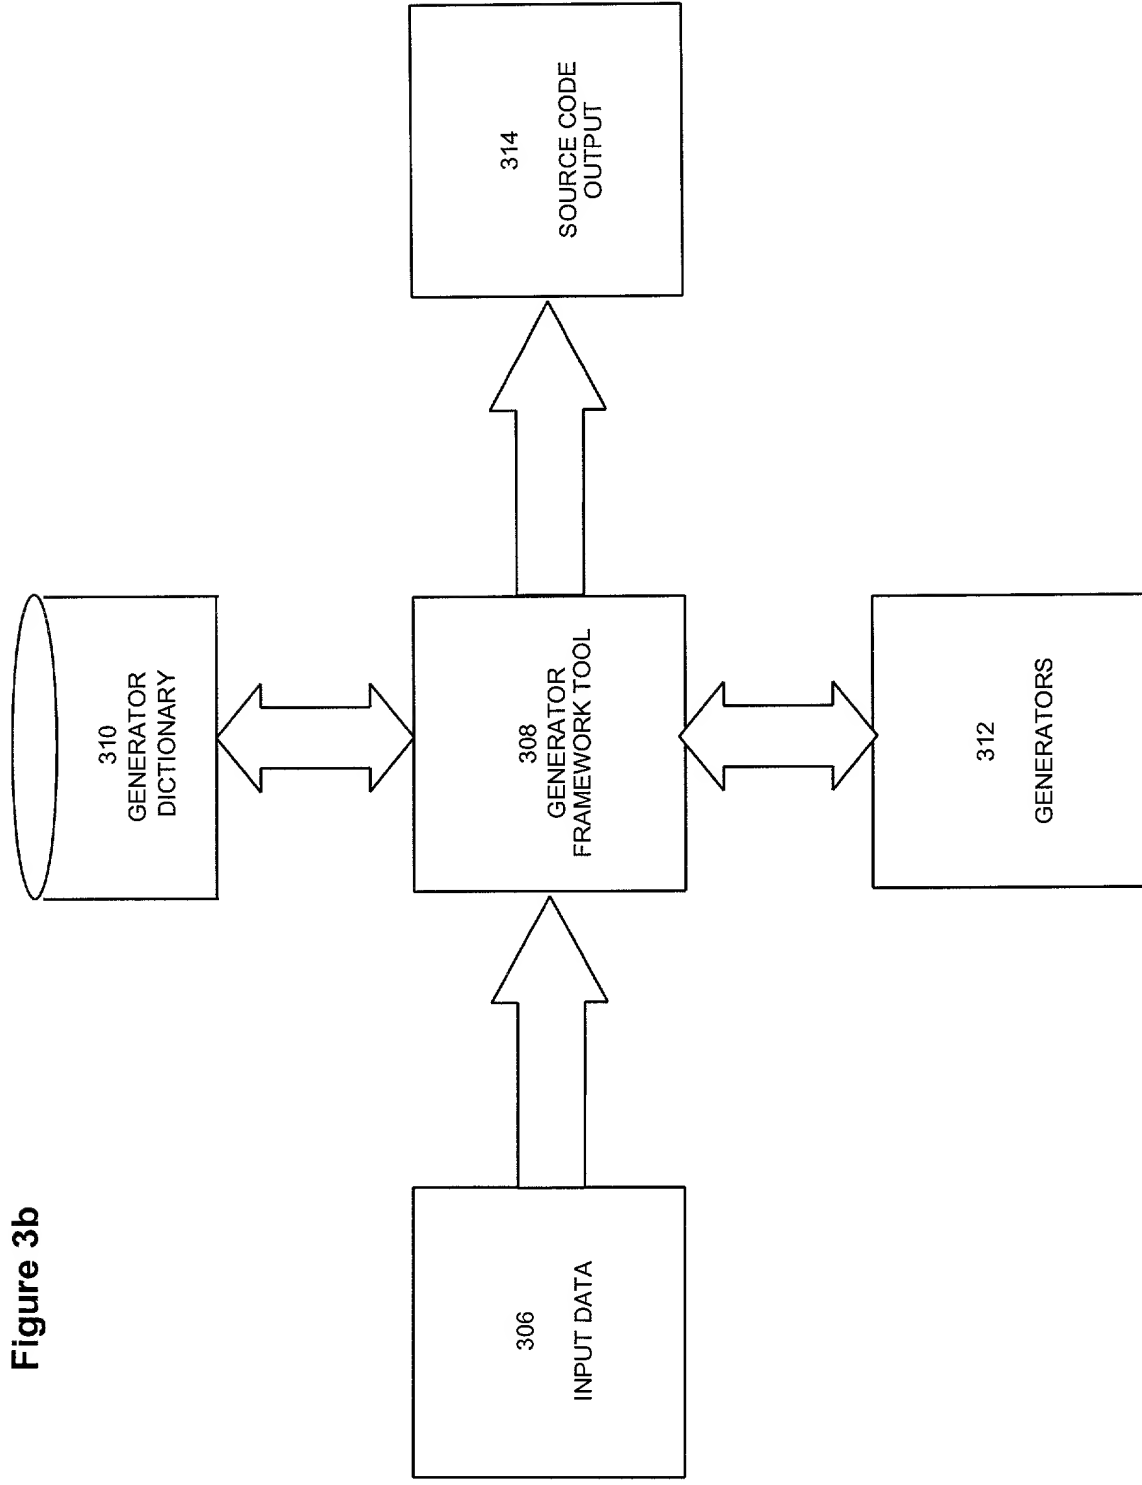 Figure 3b
310
GENERATOR
DICTIONARY
306
INPUT DATA
308
GENERATOR
FRAMEWORK TOOL
314
SOURCE CODE
OUTPUT
312
GENERATORS